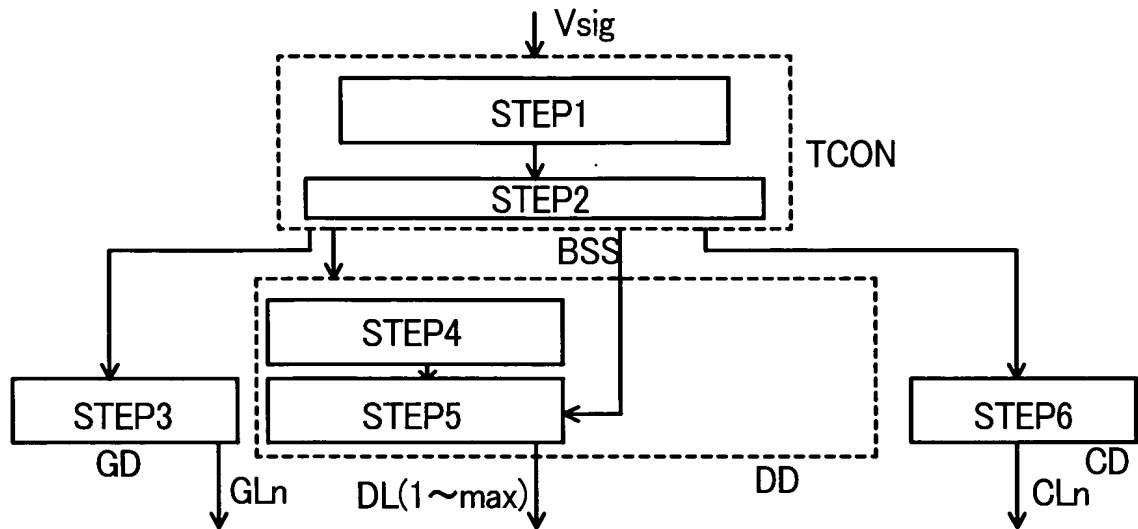 Vsig
STEP1
TCON
STEP2
BSS
STEP4
STEP3
STEP5
STEP6
GD
DD
CD
GLn
DL(1～max)
CLn